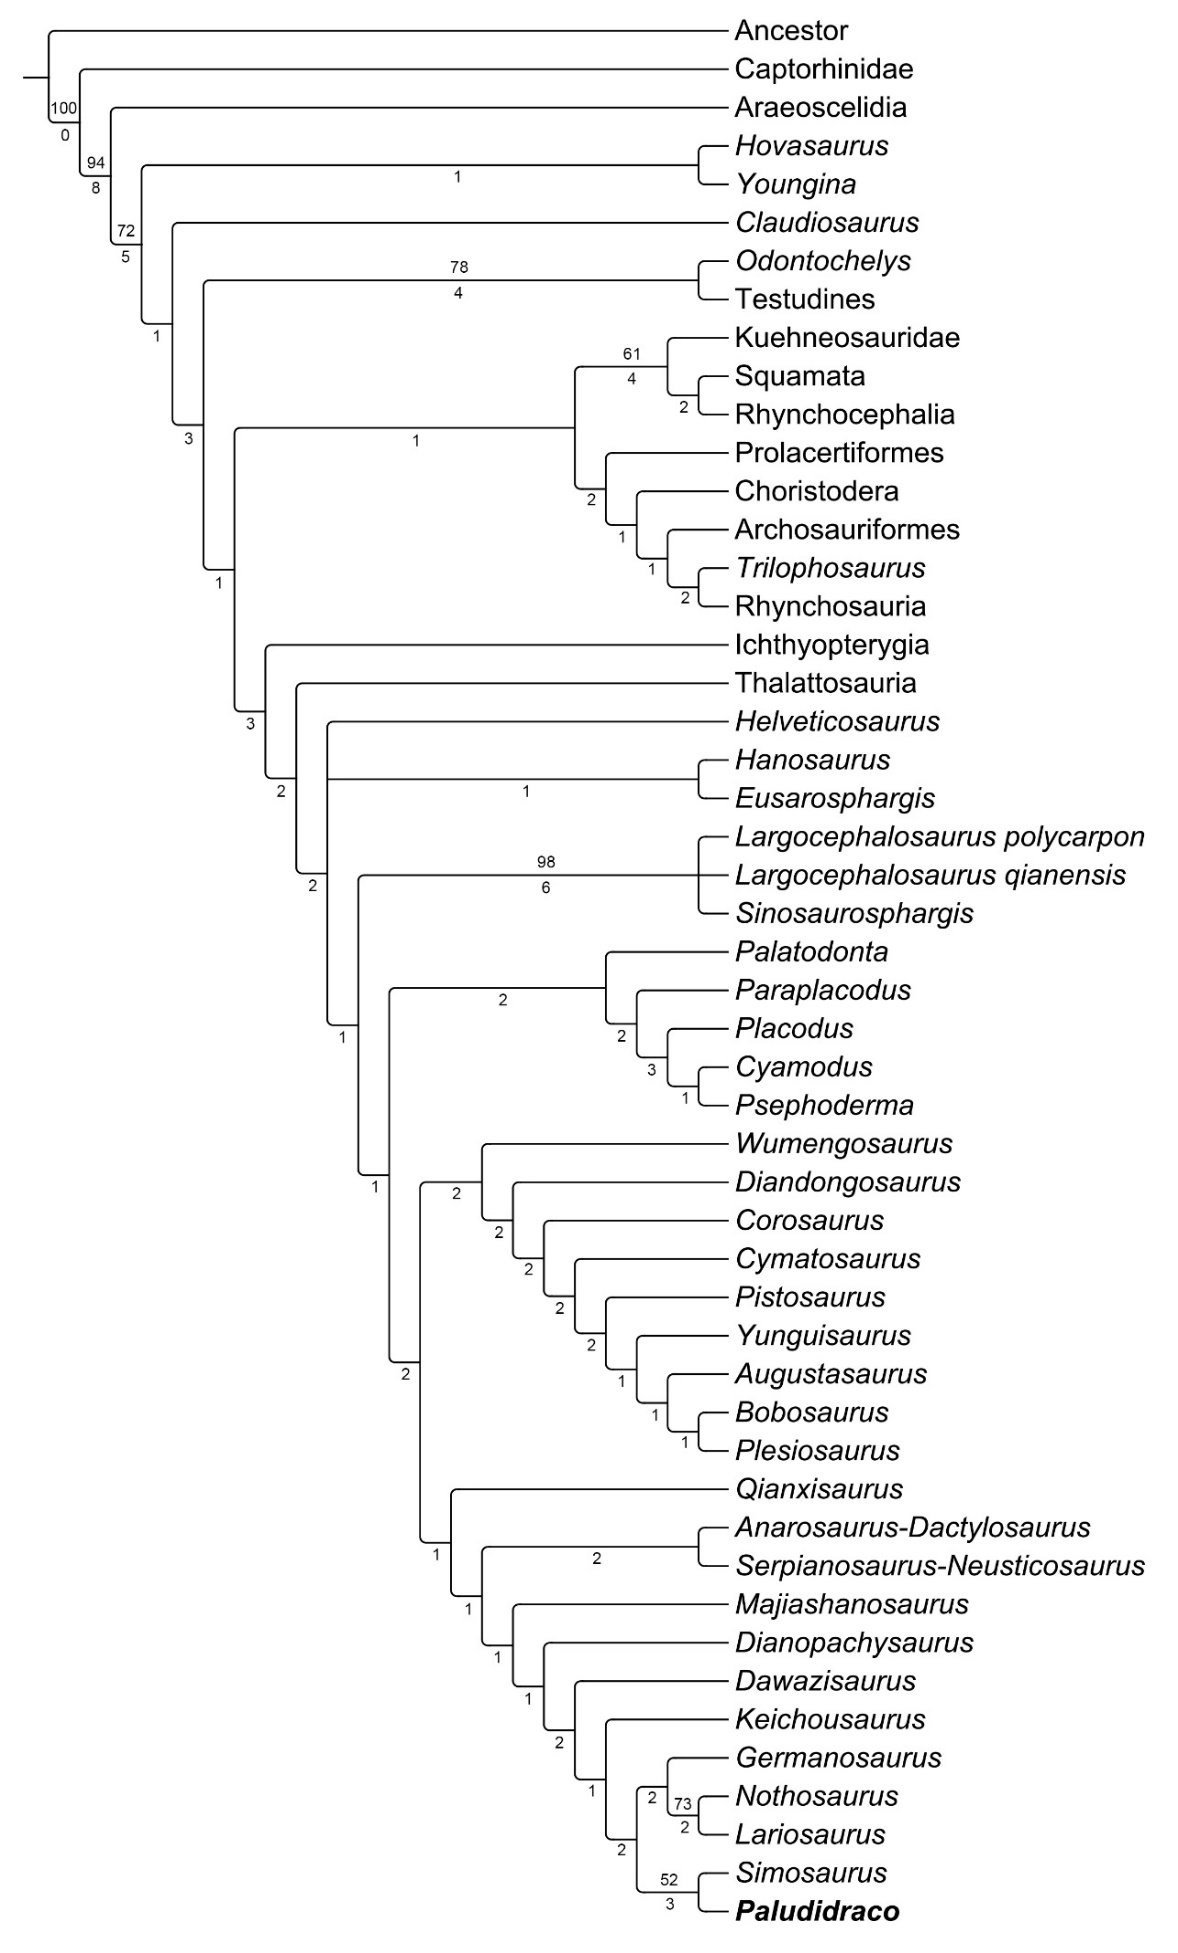 Ancestor
Captorhinidae
100
0
Araeoscelidia
94
8
Hovasaurus
1
Youngina
72
5
Claudiosaurus
Odontochelys
78
4
Testudines
1
Kuehneosauridae
61
4
Squamata
2
Rhynchocephalia
3
1
Prolacertiformes
2
Choristodera
1
Archosauriformes
1
Trilophosaurus
2
Rhynchosauria
1
Ichthyopterygia
Thalattosauria
3
Helveticosaurus
Hanosaurus
2
1
Eusarosphargis
Largocephalosaurus polycarpon
98
Largocephalosaurus qianensis
2
6
Sinosaurosphargis
Palatodonta
Paraplacodus
2
Placodus
1
2
Cyamodus
3
1
Psephoderma
Wumengosaurus
Diandongosaurus
1
2
Corosaurus
2
Cymatosaurus
2
Pistosaurus
2
Yunguisaurus
2
Augustasaurus
2
1
Bobosaurus
1
1
Plesiosaurus
Qianxisaurus
Anarosaurus-Dactylosaurus
1
2
Serpianosaurus-Neusticosaurus
Majiashanosaurus
1
Dianopachysaurus
1
Dawazisaurus
1
Keichousaurus
2
Germanosaurus
1
2
Nothosaurus
73
2
Lariosaurus
2
Simosaurus
52
3
Paludidraco